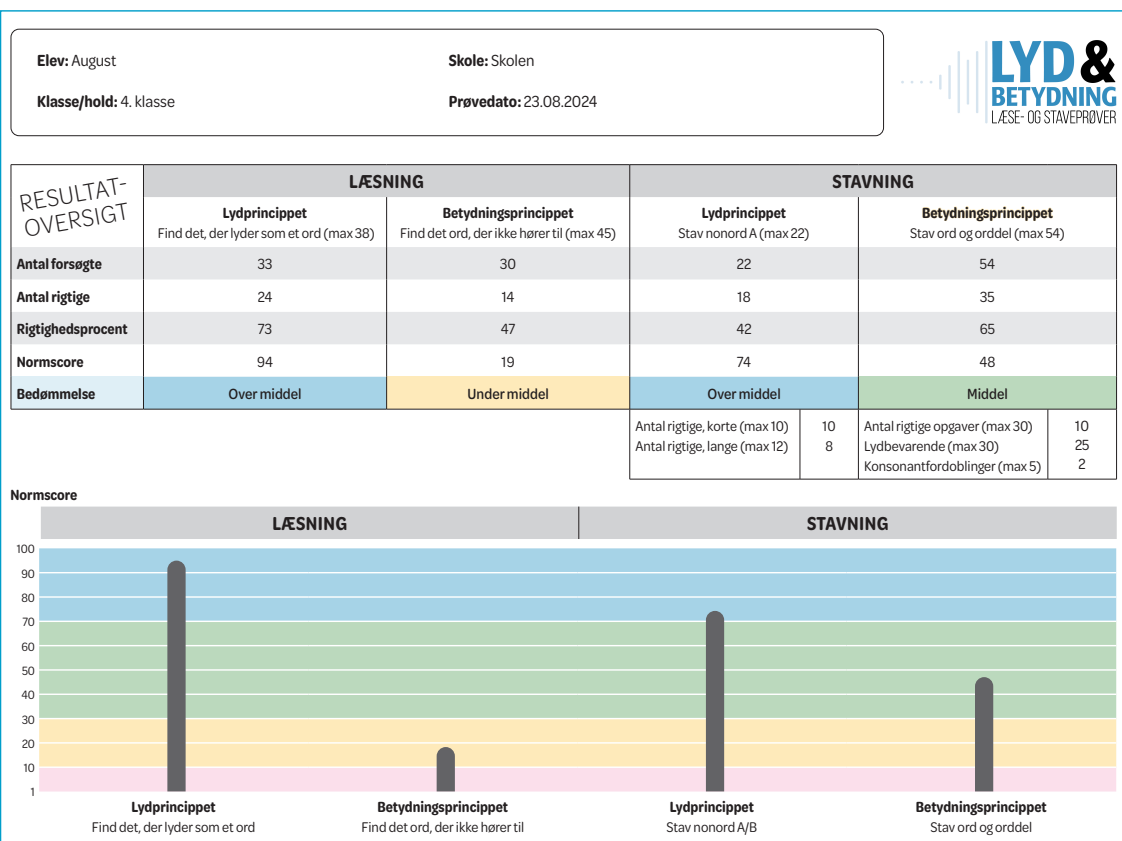 Elev: August
Skole: Skolen
Klasse/hold: 4. klasse
Prøvedato: 23.08.2024
LYD &
BETYDNING
LÆSE- OG STAVEPRØVER
RESULTAT-
OVERSIGT
LÆSNING
STAVNING
Lydprincippet
Find det, der lyder som et ord (max 38)
Betydningsprincippet
Find det ord, der ikke hører til (max 45)
Lydprincippet
Stav nonord A (max 22)
Betydningsprincippet
Stav ord og orddel (max 54)
Antal forsøgte 33 30 22 54
Antal rigtige 24 14 18 35
Rigtighedsprocent 73 47 42 65
Normscore 94 19 74 48
Bedømmelse Over middel Under middel Over middel Middel
Antal rigtige, korte (max 10) 10
Antal rigtige, lange (max 12) 8
Antal rigtige opgaver (max 30) 10
Lydbevarende (max 30) 25
Konsonantfordoblinger (max 5) 2
Normscore
LÆSNING
STAVNING
100
90
80
70
60
50
40
30
20
10
1
Lydprincippet
Find det, der lyder som et ord
Betydningsprincippet
Find det ord, der ikke hører til
Lydprincippet
Stav nonord A/B
Betydningsprincippet
Stav ord og orddel